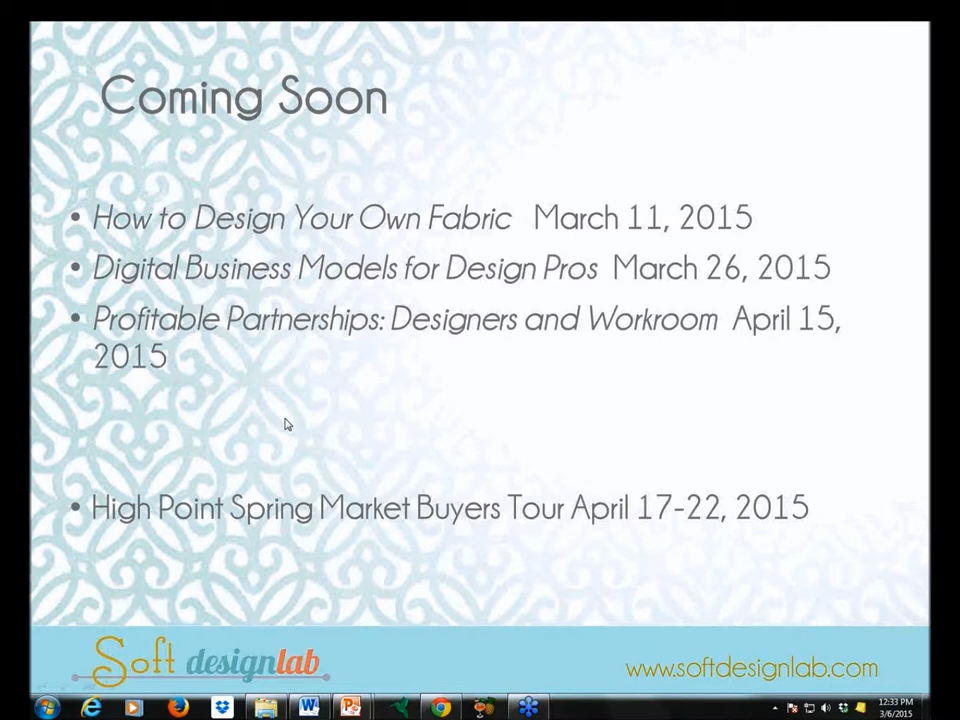 Coming Soon
• How to Design Your Own Fabric March 11, 2015
• Digital Business Models for Design Pros March 26, 2015
• Profitable Partnerships: Designers and Workroom April 15,
2015
• High Point Spring Market Buyers Tour April 17-22, 2015
Soft designlab
www.softdesignlab.com
12:33 PM
3/6/2015